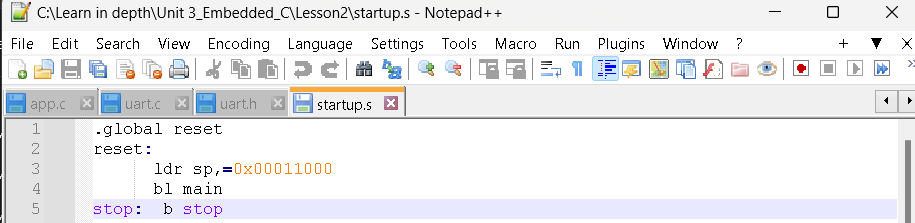 C:\Learn in depth\Unit 3_Embedded_C\Lesson2\startup.s - Notepad++
File Edit Search View Encoding Language Settings Tools Macro Run Plugins Window ? + ▼ X
app.c uart.c uart.h startup.s
1 .global reset
2 reset:
3 ldr sp,=0x00011000
4 bl main
5 stop: b stop